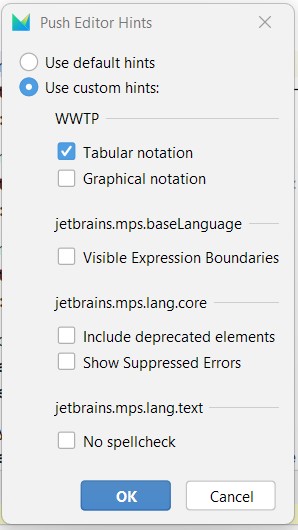 Push Editor Hints
Use default hints
Use custom hints:
WWTP
Tabular notation
Graphical notation
jetbrains.mps.baseLanguage
Visible Expression Boundaries
jetbrains.mps.lang.core
Include deprecated elements
Show Suppressed Errors
jetbrains.mps.lang.text
No spellcheck
OK Cancel